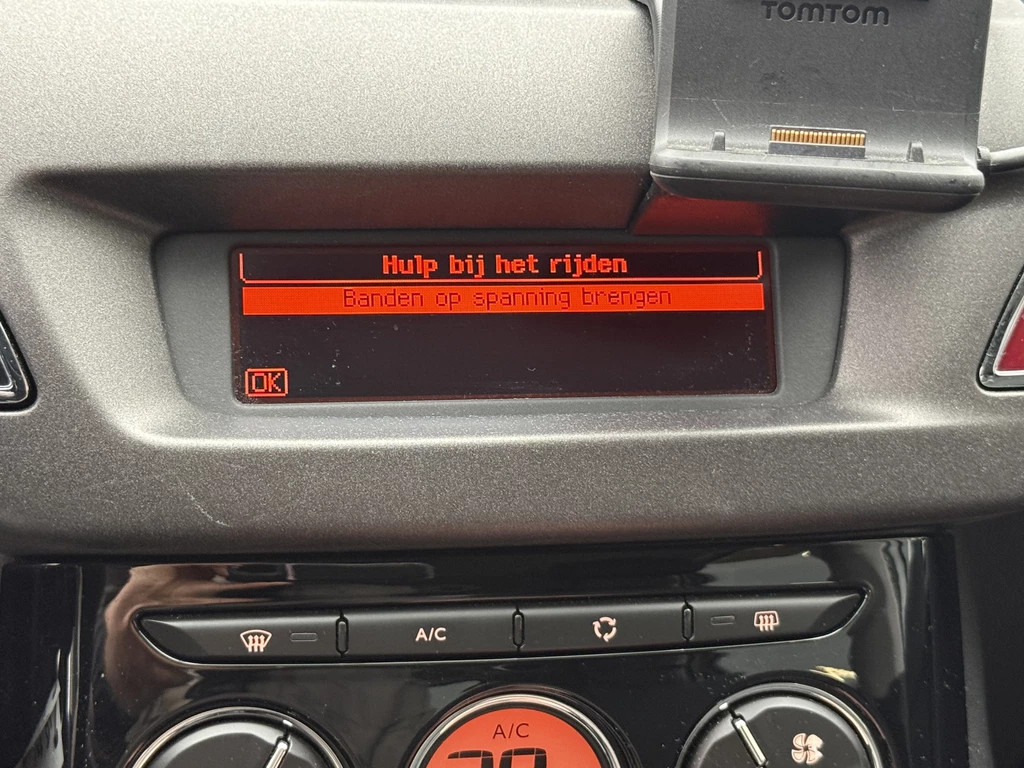 TOMTOM
Hulp bij het rijden
Banden op spanning brengen
OK
A/C
A/C